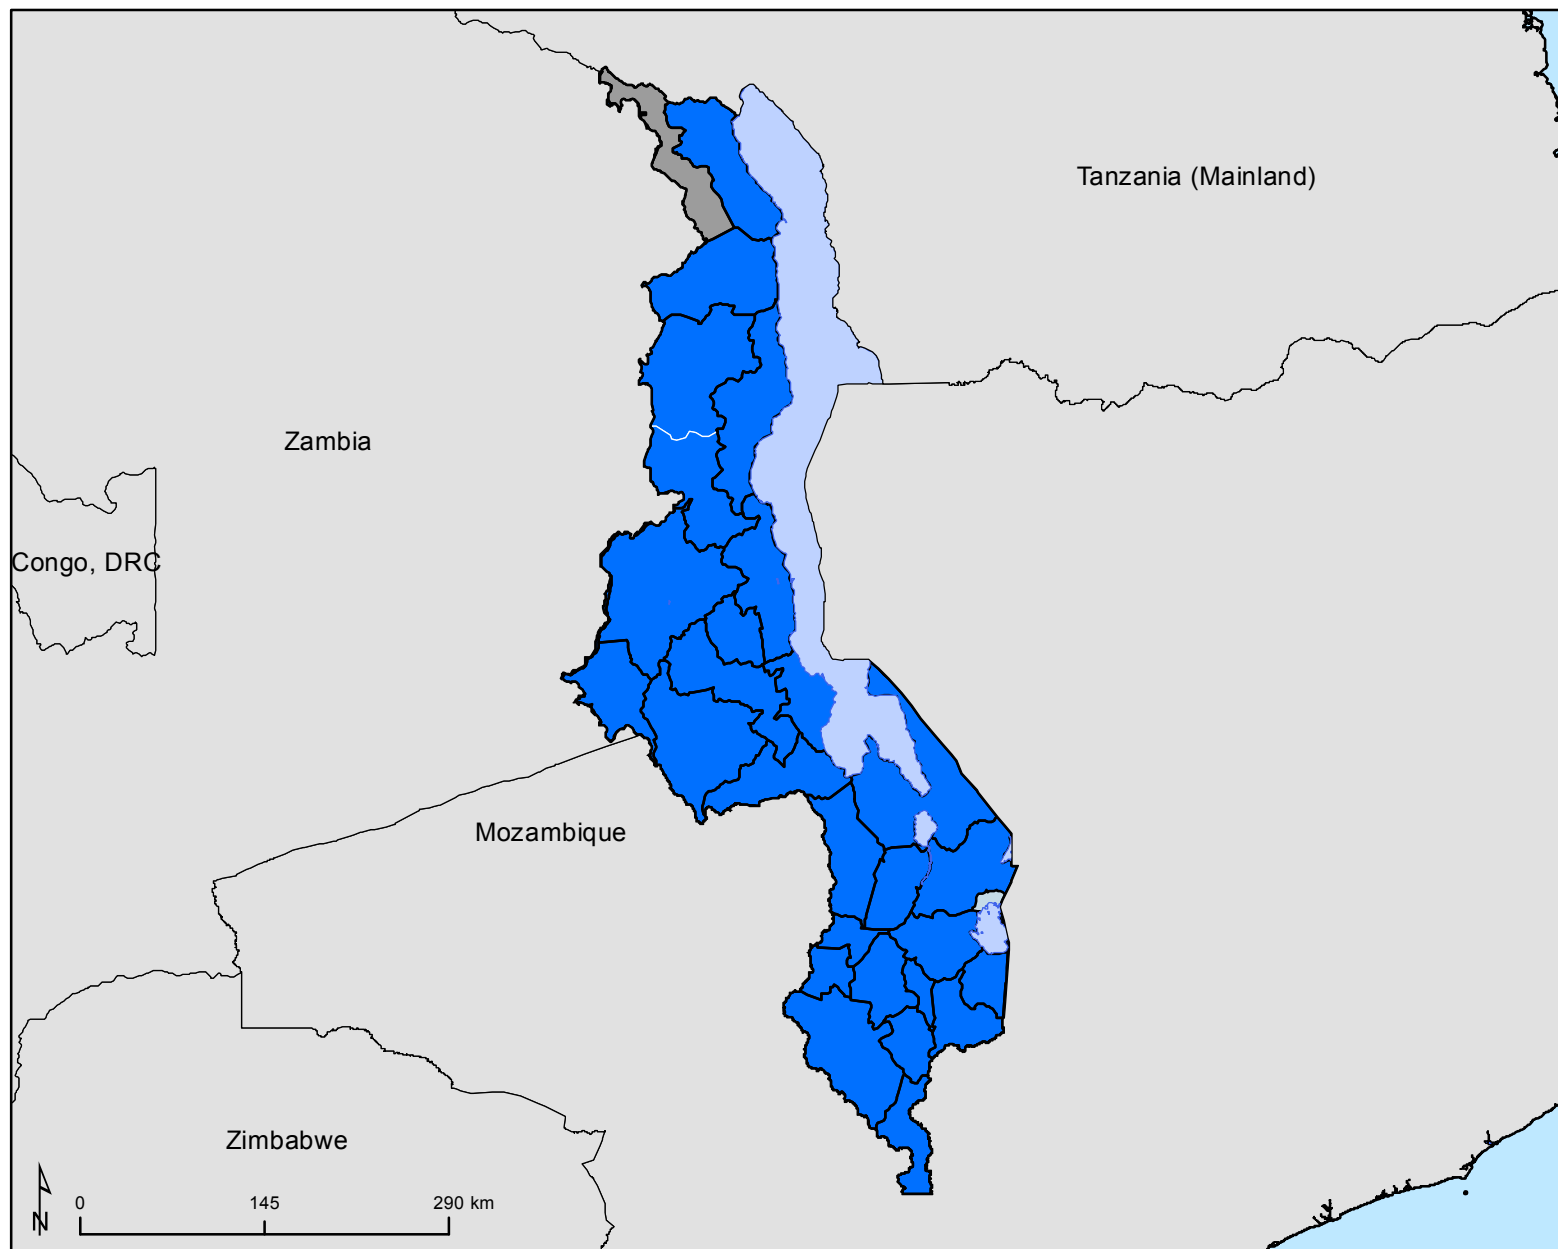 Tanzania (Mainland)
Zambia
Congo, DRC
Mozambique
Zimbabwe
N
0 145 290 km